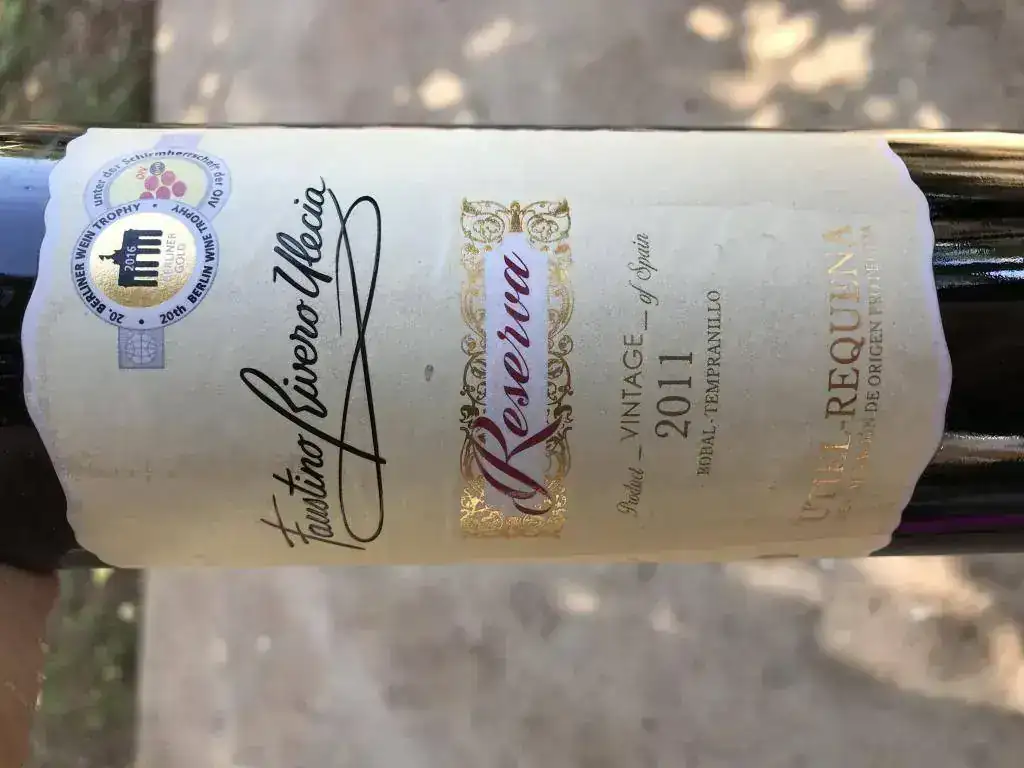 unter der Schirmherrschaft der OIV
20. BERLINER WEIN TROPHY •
20th BERLIN WINE TROPHY •
2016
BERLINER
GOLD
Faustino Rivero Ulecia
Reserva
Product — VINTAGE — of Spain
2011
BOBAL · TEMPRANILLO
UTIEL-REQUENA
DENOMINACIÓN DE ORIGEN PROTEGIDA